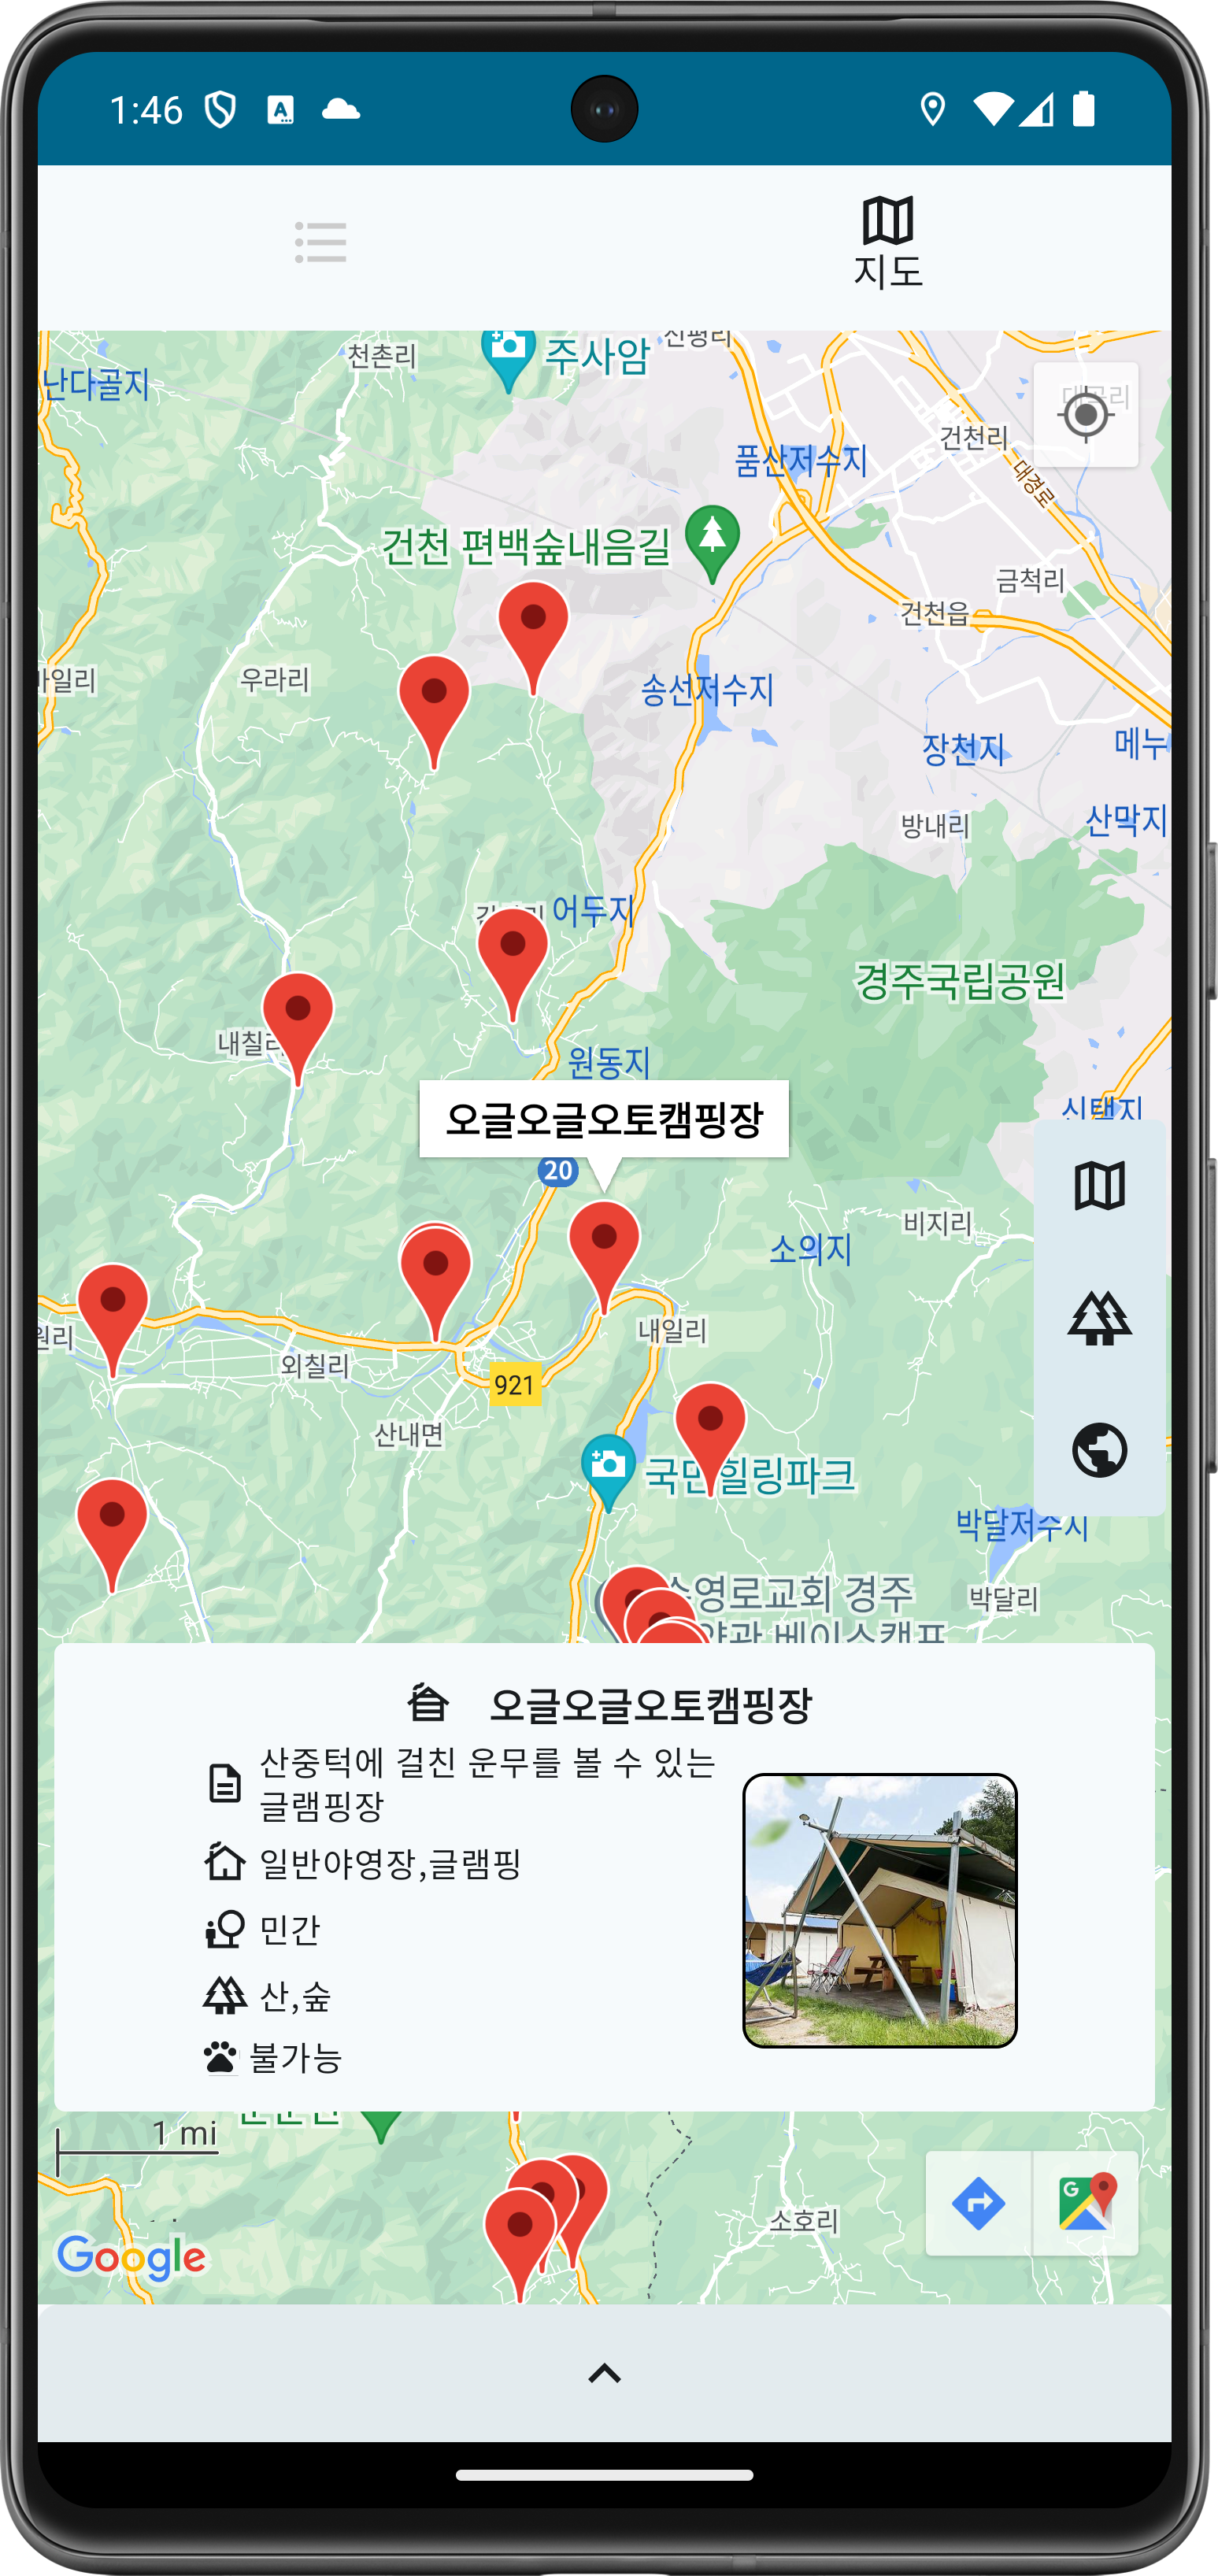 1:46
지도
천촌리
주사암
난다골지
건천리
품산저수지
대경로
건천 편백숲내음길
금척리
건천읍
우라리
송선저수지
장천지
메누
산막지
방내리
어두지
경주국립공원
내칠리
원동지
신택지
오글오글오토캠핑장
20
비지리
소의지
내일리
외칠리
921
산내면
국민힐링파크
박달저수지
박달리
영로교회 경주
베이스캠프
오글오글오토캠핑장
산중턱에 걸친 운무를 볼 수 있는
글램핑장
일반야영장,글램핑
민간
산,숲
불가능
1 mi
소호리
Google